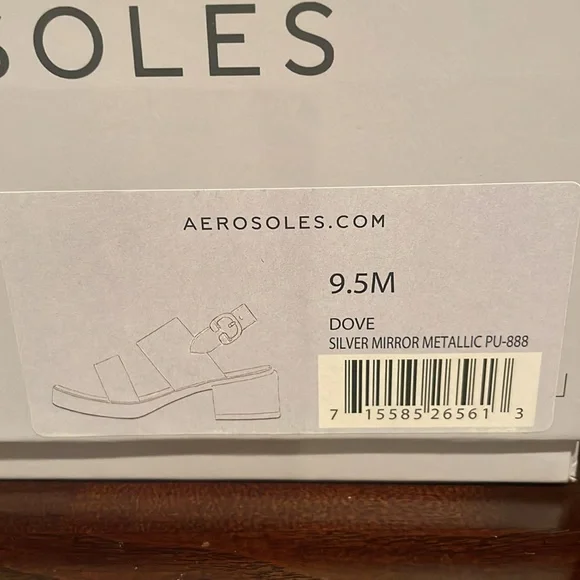 SOLES
AEROSOLES.COM
9.5M
DOVE
SILVER MIRROR METALLIC PU-888
7 15585 26561 3